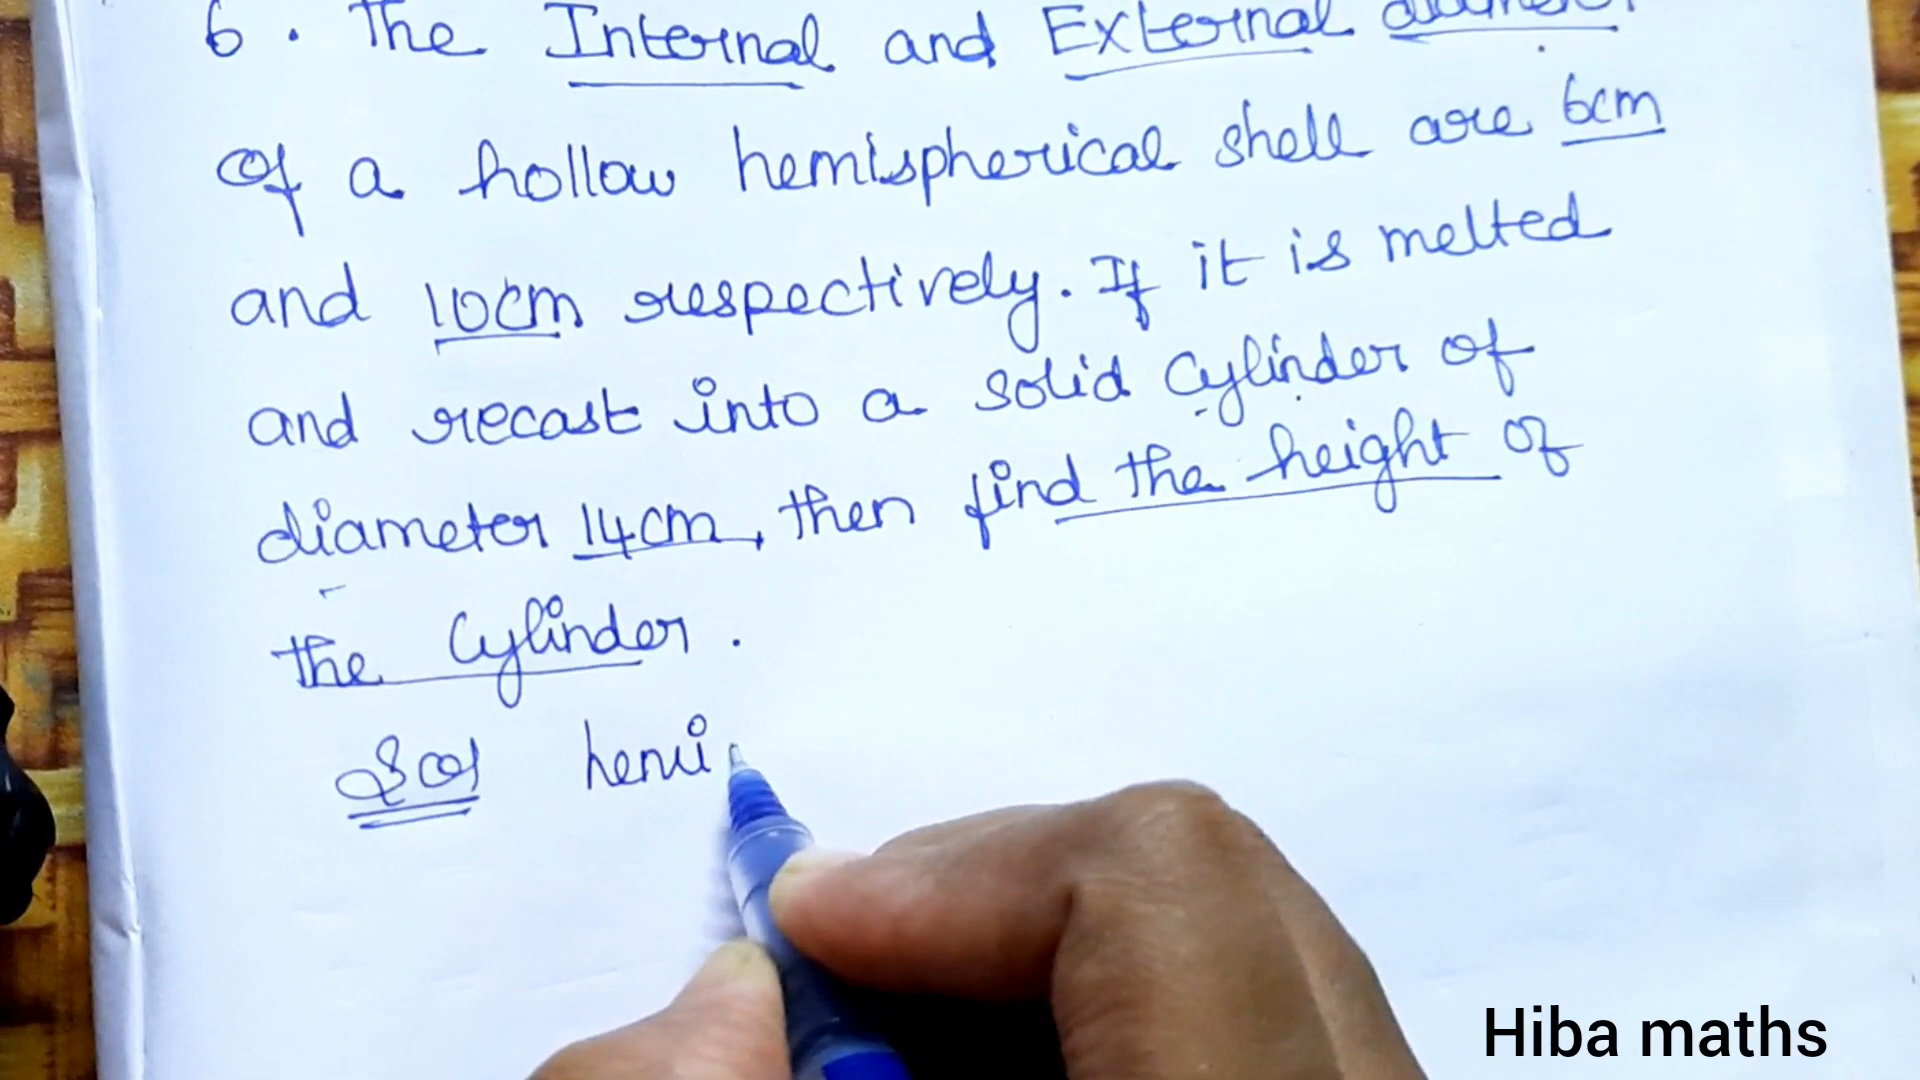 6. The Internal and External diameter
of a hollow hemispherical shell are 6cm
and 10cm respectively. If it is melted
and recast into a solid cylinder of
diameter 14cm, then find the height of
the cylinder.
Sol hemi
Hiba maths